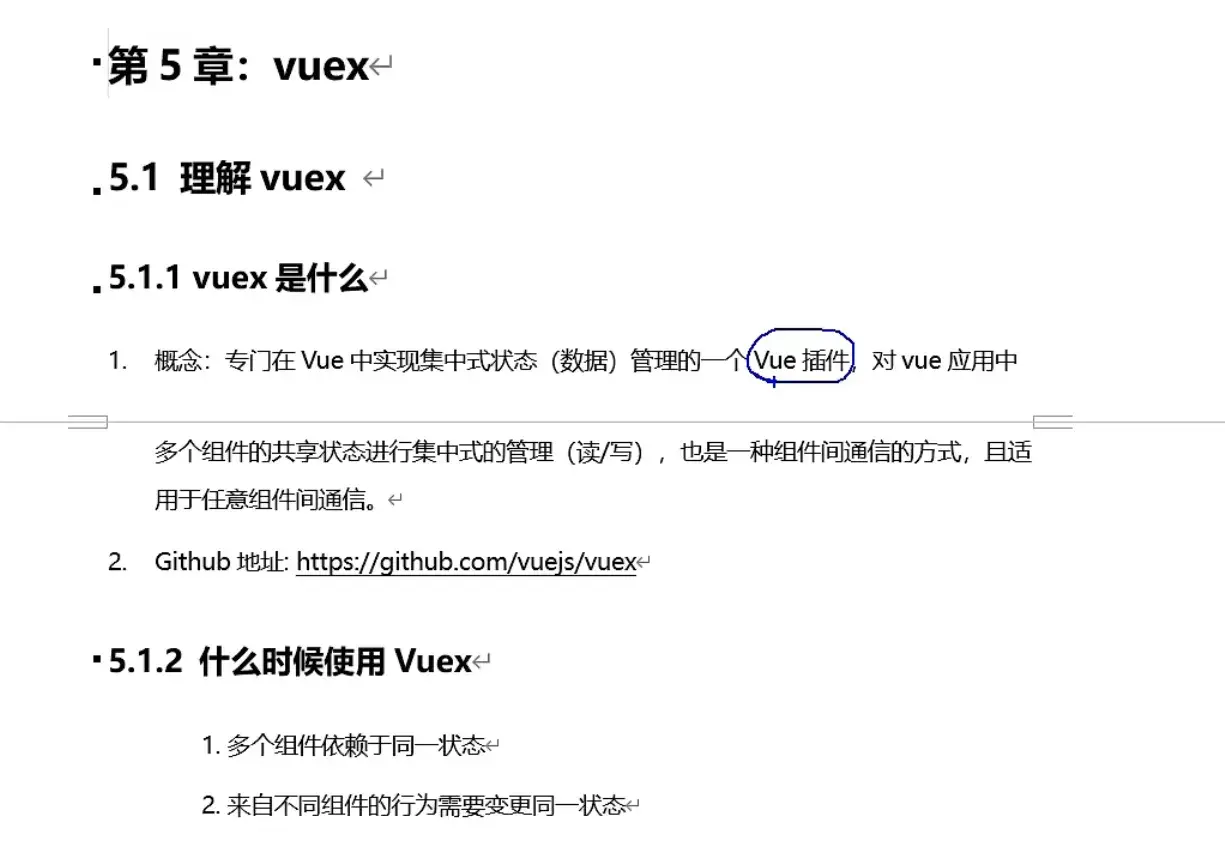 第 5 章：vuex
5.1 理解 vuex
5.1.1 vuex 是什么
1. 概念：专门在 Vue 中实现集中式状态（数据）管理的一个 Vue 插件，对 vue 应用中
多个组件的共享状态进行集中式的管理（读/写），也是一种组件间通信的方式，且适
用于任意组件间通信。
2. Github 地址: https://github.com/vuejs/vuex
5.1.2 什么时候使用 Vuex
1. 多个组件依赖于同一状态
2. 来自不同组件的行为需要变更同一状态